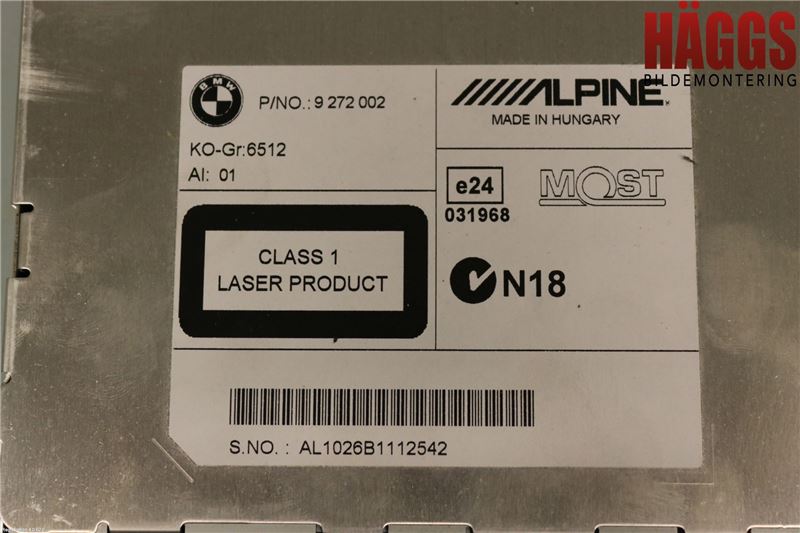 HÄGGS
BILDEMONTERING
BMW
P/NO.: 9 272 002
KO-Gr:6512
AI: 01
ALPINE
MADE IN HUNGARY
e24
031968
MOST
N18
CLASS 1
LASER PRODUCT
S.NO. : AL1026B1112542